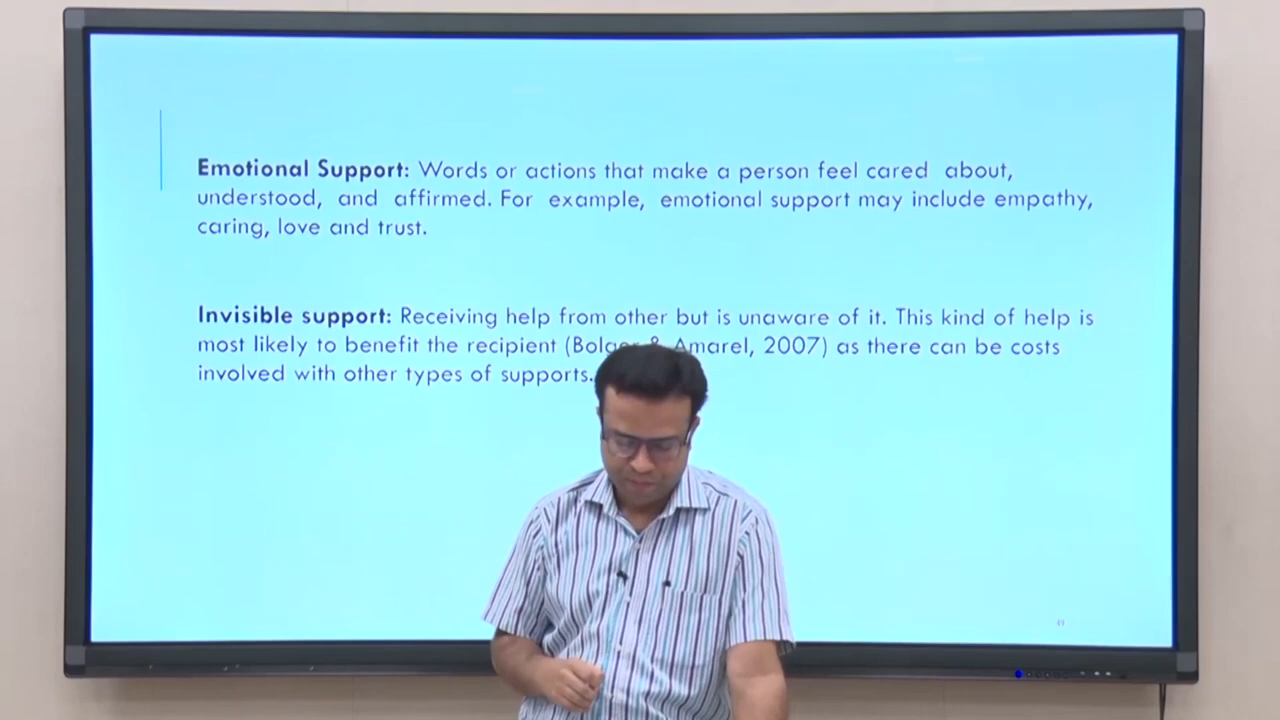 Emotional Support: Words or actions that make a person feel cared about,
understood, and affirmed. For example, emotional support may include empathy,
caring, love and trust.
Invisible support: Receiving help from other but is unaware of it. This kind of help is
most likely to benefit the recipient (Bolger & Amarel, 2007) as there can be costs
involved with other types of supports.